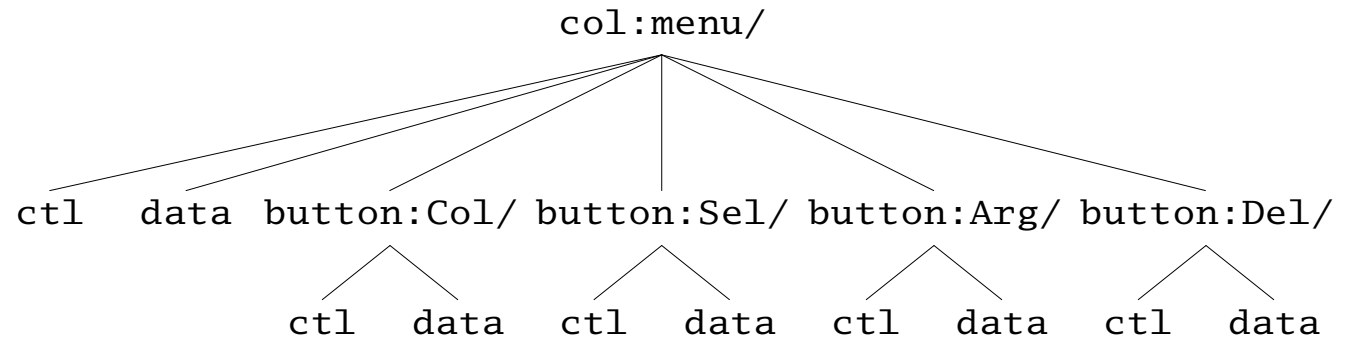 col:menu/
ctl data button:Col/ button:Sel/ button:Arg/ button:Del/
ctl data ctl data ctl data ctl data